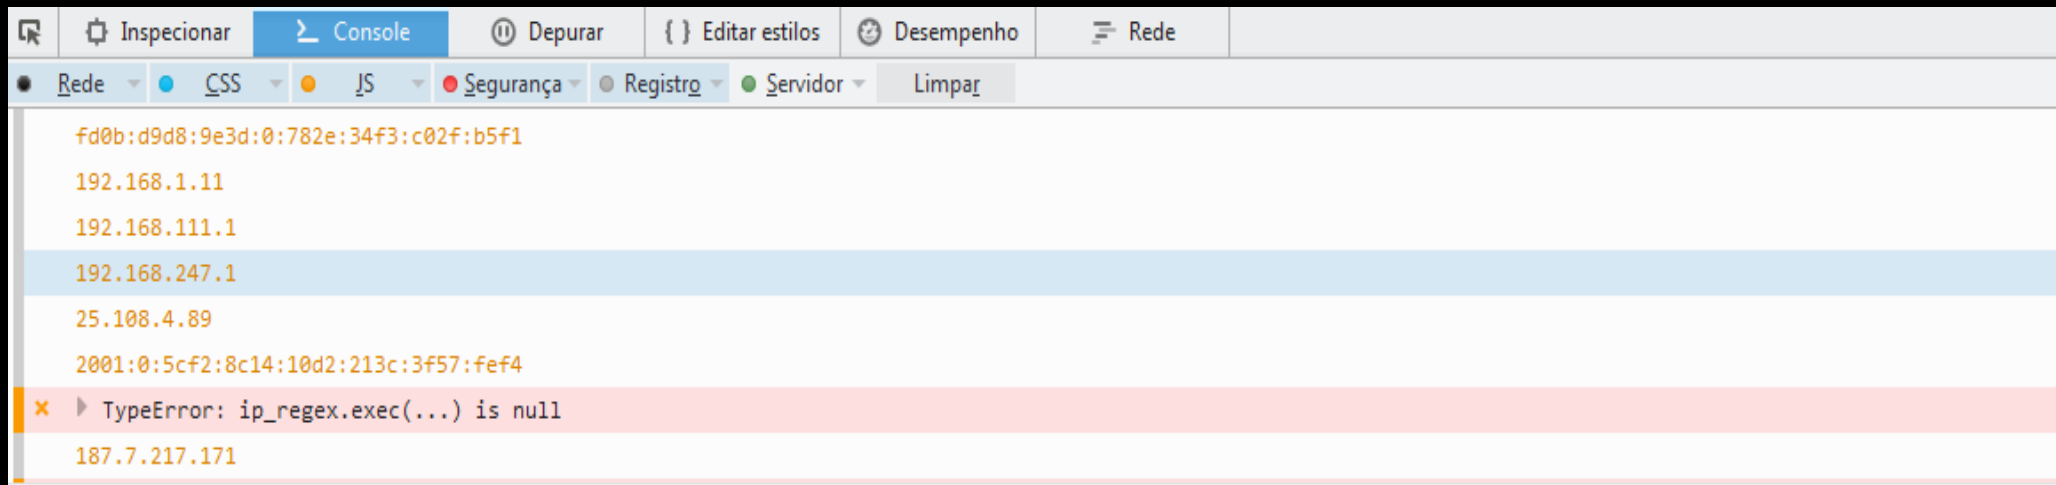 Inspecionar Console Depurar { } Editar estilos Desempenho Rede
Rede CSS JS Segurança Registro Servidor Limpar
fd0b:d9d8:9e3d:0:782e:34f3:c02f:b5f1
192.168.1.11
192.168.111.1
192.168.247.1
25.108.4.89
2001:0:5cf2:8c14:10d2:213c:3f57:fef4
TypeError: ip_regex.exec(...) is null
187.7.217.171